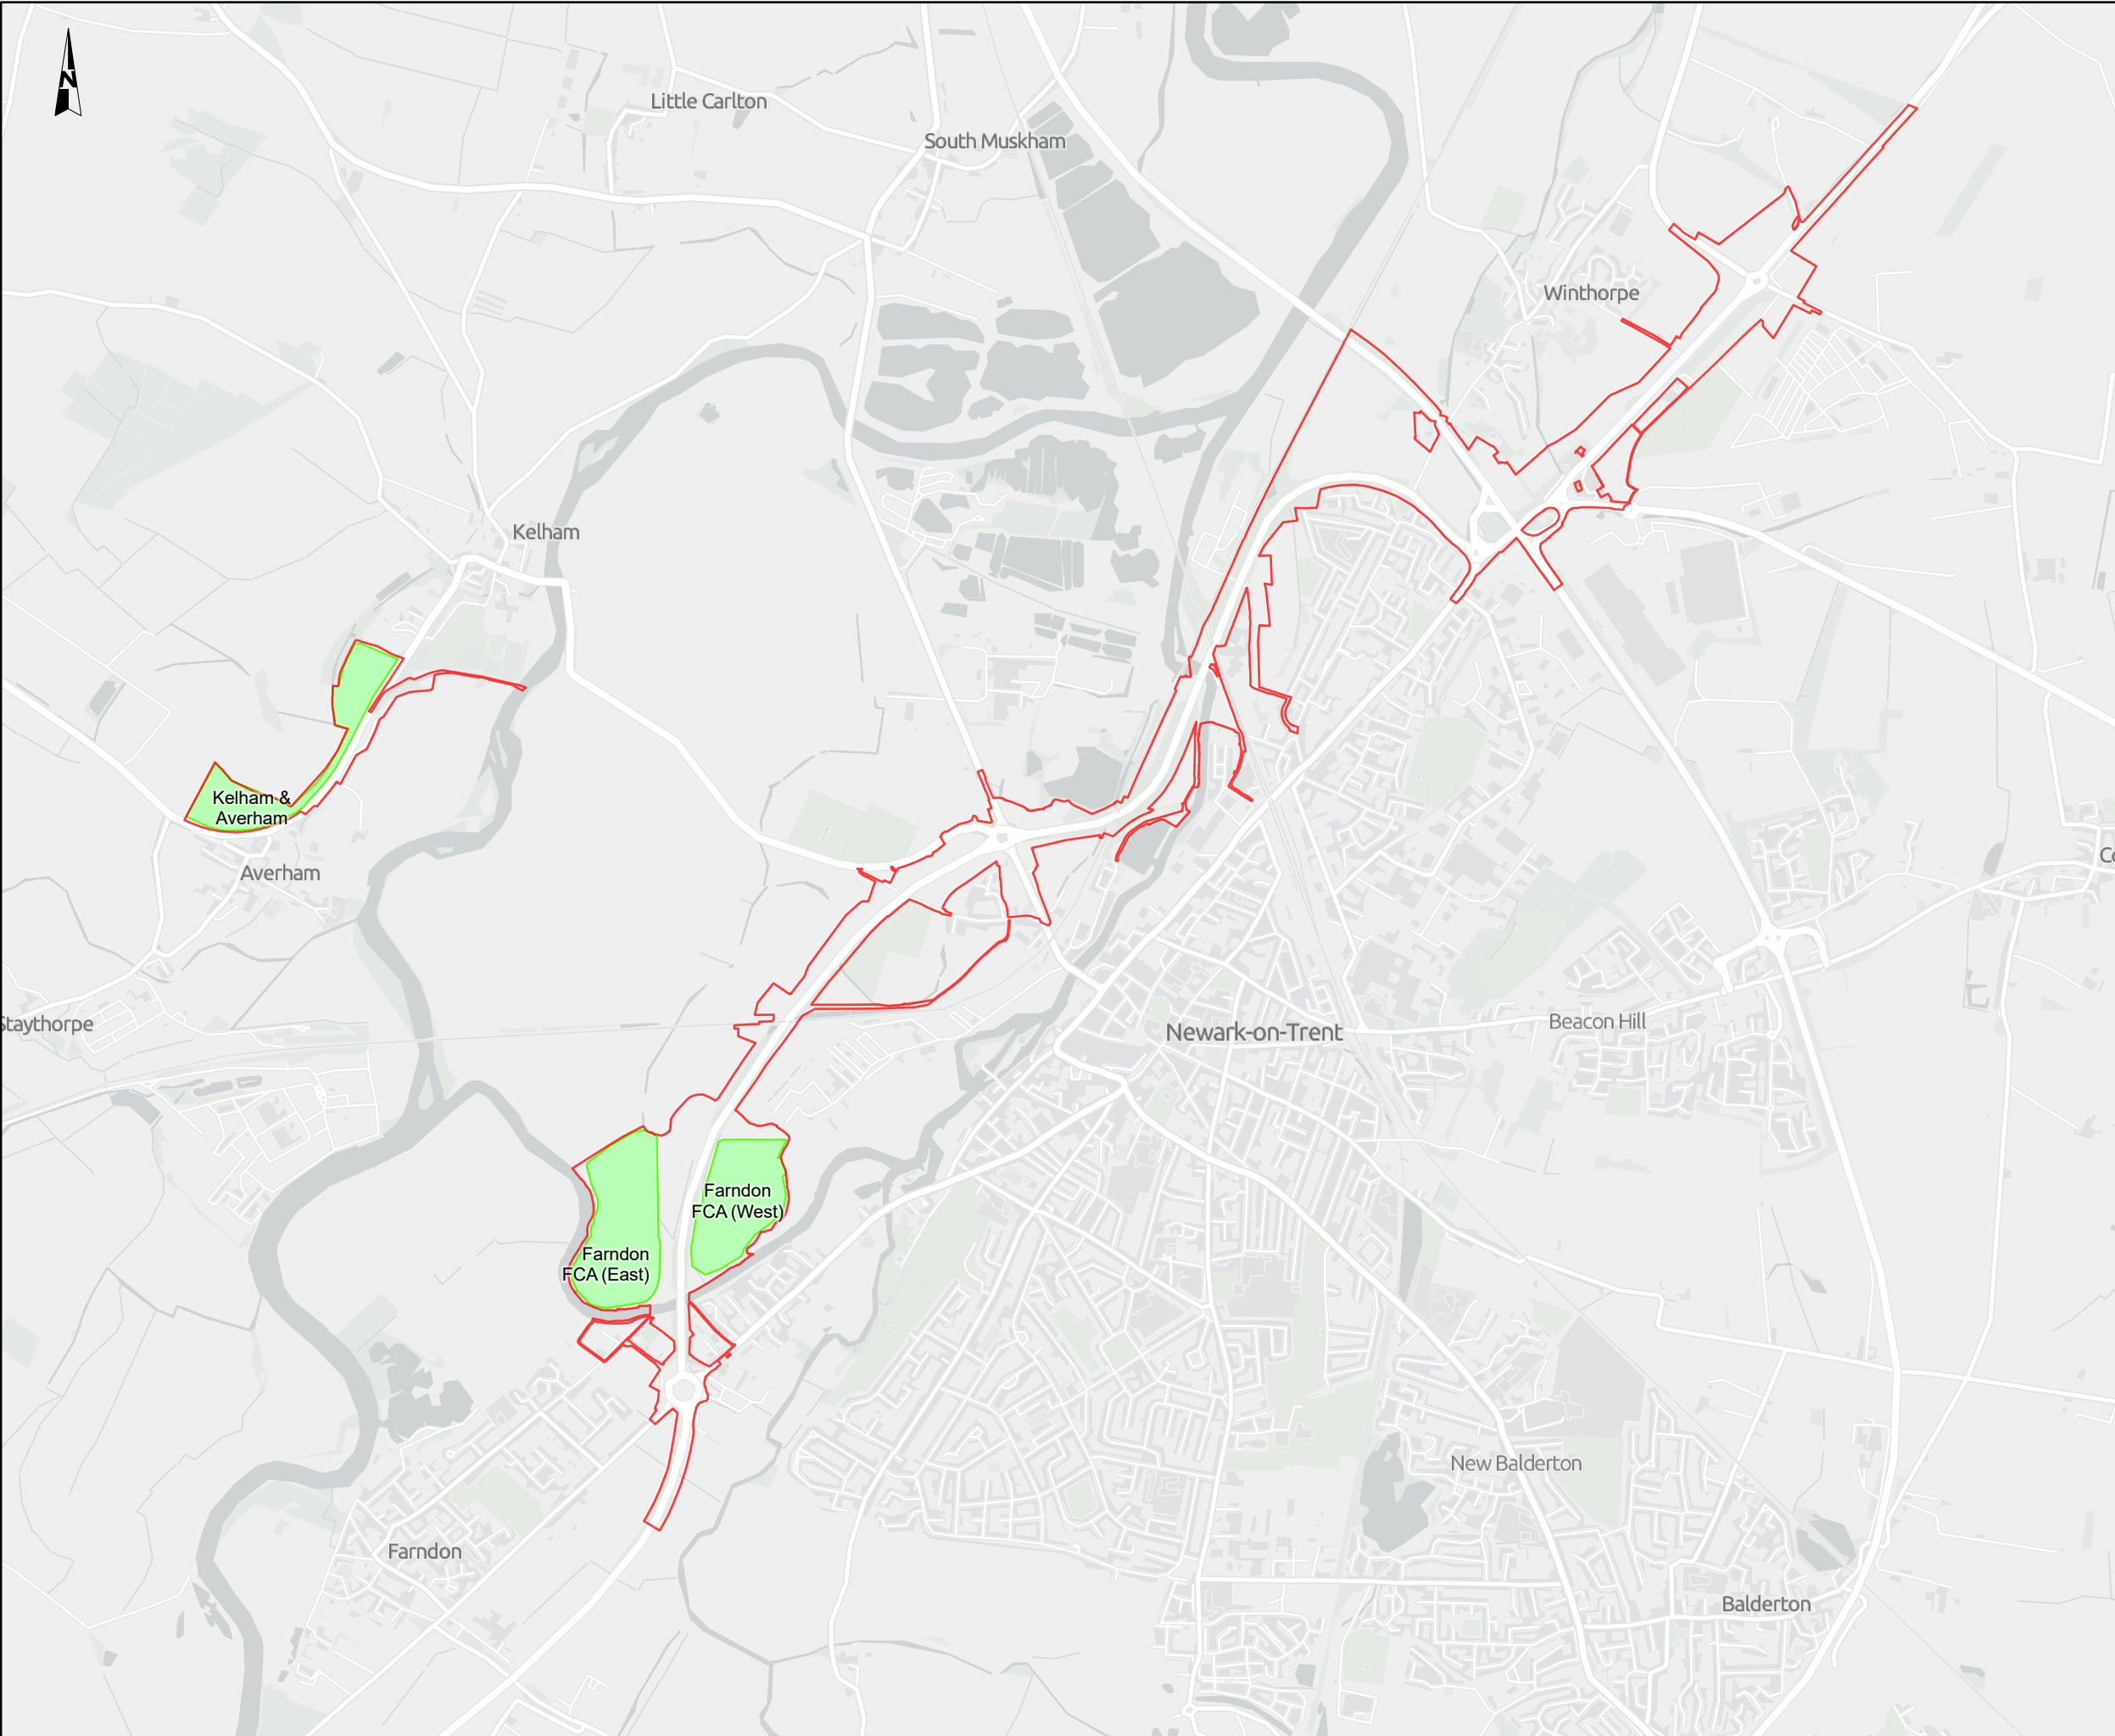 N
Little Carlton
South Muskham
Winthorpe
Kelham
Kelham &
Averham
Averham
Staythorpe
Newark-on-Trent
Beacon Hill
Farndon
FCA (West)
Farndon
FCA (East)
New Balderton
Farndon
Balderton